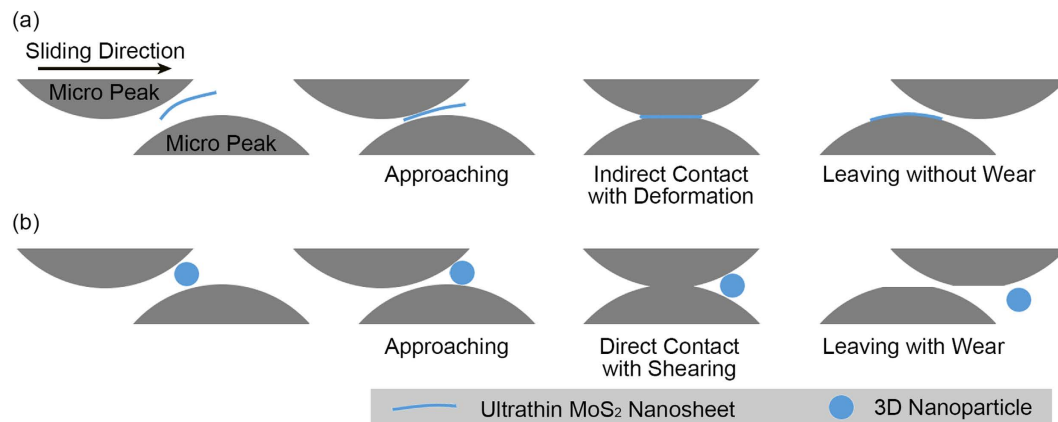 (a)
Sliding Direction
Micro Peak
Micro Peak
Approaching
Indirect Contact
with Deformation
Leaving without Wear
(b)
Approaching
Direct Contact
with Shearing
Leaving with Wear
Ultrathin MoS₂ Nanosheet
3D Nanoparticle